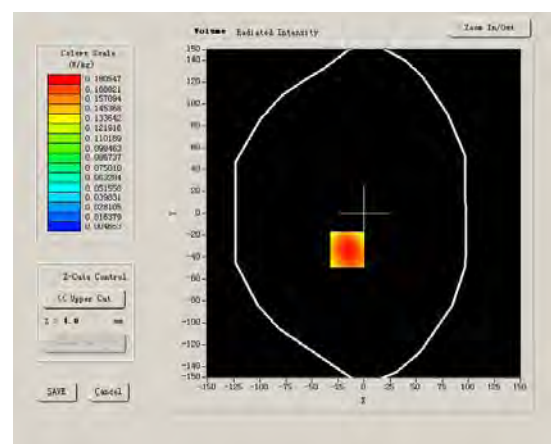 Volume Radiated Intensity
Zoom In/Out
Colors Scale
(W/kg)
0.180547
0.168821
0.157094
0.145368
0.133642
0.121916
0.110189
0.098463
0.086737
0.075010
0.063284
0.051558
0.039831
0.028105
0.016379
0.004653
Z-Cuts Control
<< Upper Cut
Z = 4.0 mm
SAVE
Cancel
150
140
120
100
80
60
40
20
0
-20
-40
-60
-80
-100
-120
-140
-150
Y
-150 -125 -100 -75 -50 -25 0 25 50 75 100 125 150
X